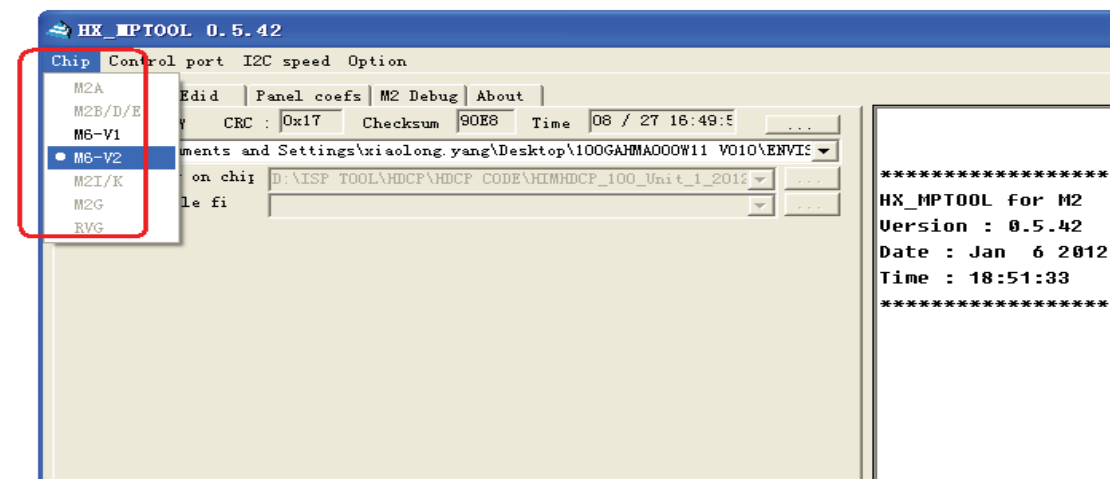 HX_MPTOOL 0.5.42
Chip Control port I2C speed Option
M2A
M2B/D/E
M6-V1
M6-V2
M2I/K
M2G
RVG
Edid Panel coefs M2 Debug About
CRC : 0x17 Checksum 90E8 Time 08 / 27 16:49:5 ...
ments and Settings\xiaolong.yang\Desktop\100GAHMA000W11 V010\ENVIS
on chip D:\ISP TOOL\HDCP\HDCP CODE\HIMHDCP_100_Unit_1_2012 ...
le fi ...
******************
HX_MPTOOL for M2
Version : 0.5.42
Date : Jan 6 2012
Time : 18:51:33
******************